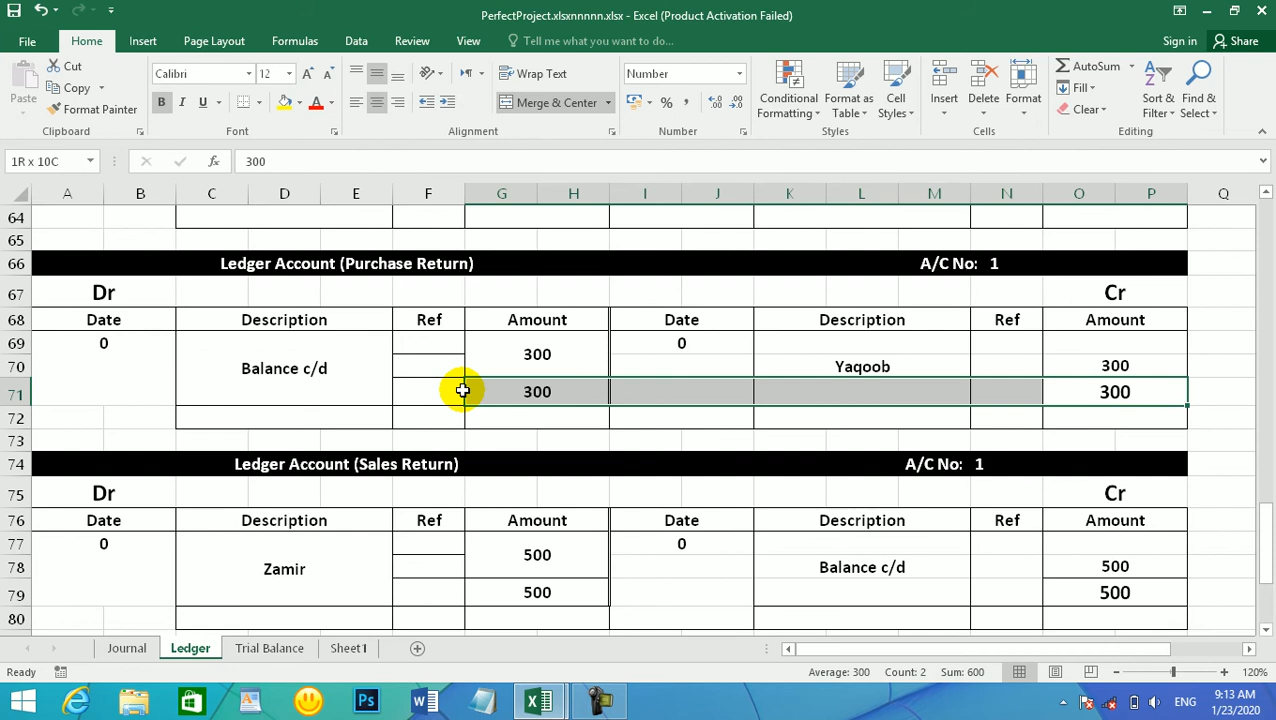 PerfectProject.xlsxnnnnn.xlsx - Excel (Product Activation Failed)
File Home Insert Page Layout Formulas Data Review View Tell me what you want to do... Sign in Share
Paste Cut Copy Format Painter Clipboard
Calibri 12 B I U A A A Font
Wrap Text Merge & Center Alignment
Number % , Number
Conditional Formatting Format as Table Cell Styles Styles
Insert Delete Format Cells
AutoSum Fill Clear Sort & Filter Find & Select Editing
1R x 10C fx 300
A B C D E F G H I J K L M N O P Q
64
65
66 Ledger Account (Purchase Return) A/C No: 1
67 Dr Cr
68 Date Description Ref Amount Date Description Ref Amount
69 0 0
300
70 Balance c/d Yaqoob 300
71 300 300
72
73
74 Ledger Account (Sales Return) A/C No: 1
75 Dr Cr
76 Date Description Ref Amount Date Description Ref Amount
77 0 0
500
78 Zamir Balance c/d 500
79 500 500
80
Journal Ledger Trial Balance Sheet1
Ready Average: 300 Count: 2 Sum: 600 120%
ENG 9:13 AM
1/23/2020